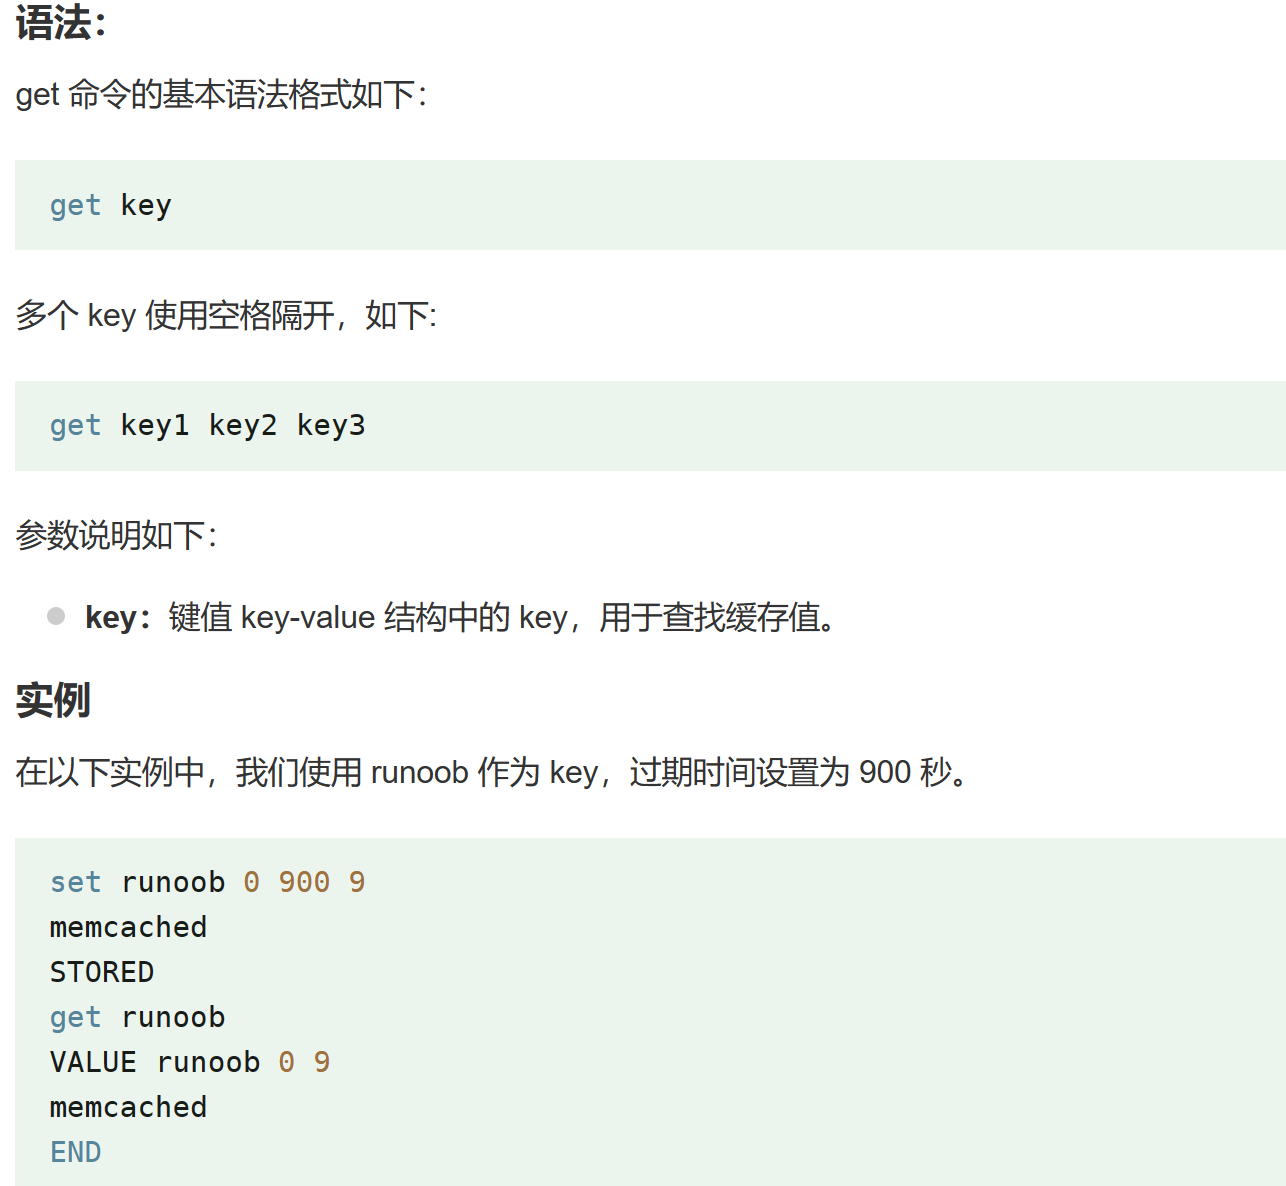 语法：
get 命令的基本语法格式如下：
get key
多个 key 使用空格隔开，如下:
get key1 key2 key3
参数说明如下：
key：键值 key-value 结构中的 key，用于查找缓存值。
实例
在以下实例中，我们使用 runoob 作为 key，过期时间设置为 900 秒。
set runoob 0 900 9
memcached
STORED
get runoob
VALUE runoob 0 9
memcached
END